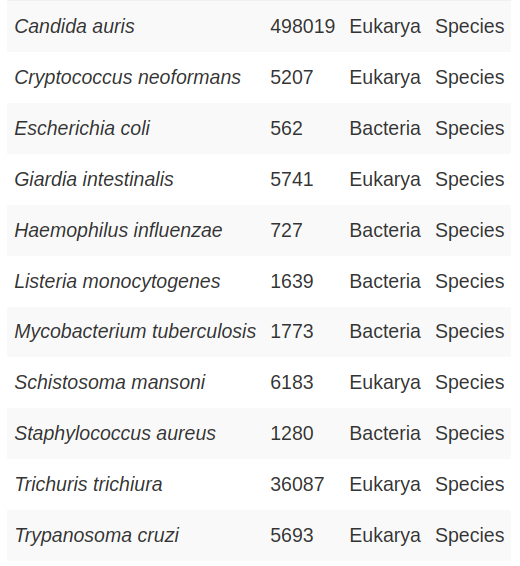 Candida auris 498019 Eukarya Species
Cryptococcus neoformans 5207 Eukarya Species
Escherichia coli 562 Bacteria Species
Giardia intestinalis 5741 Eukarya Species
Haemophilus influenzae 727 Bacteria Species
Listeria monocytogenes 1639 Bacteria Species
Mycobacterium tuberculosis 1773 Bacteria Species
Schistosoma mansoni 6183 Eukarya Species
Staphylococcus aureus 1280 Bacteria Species
Trichuris trichiura 36087 Eukarya Species
Trypanosoma cruzi 5693 Eukarya Species